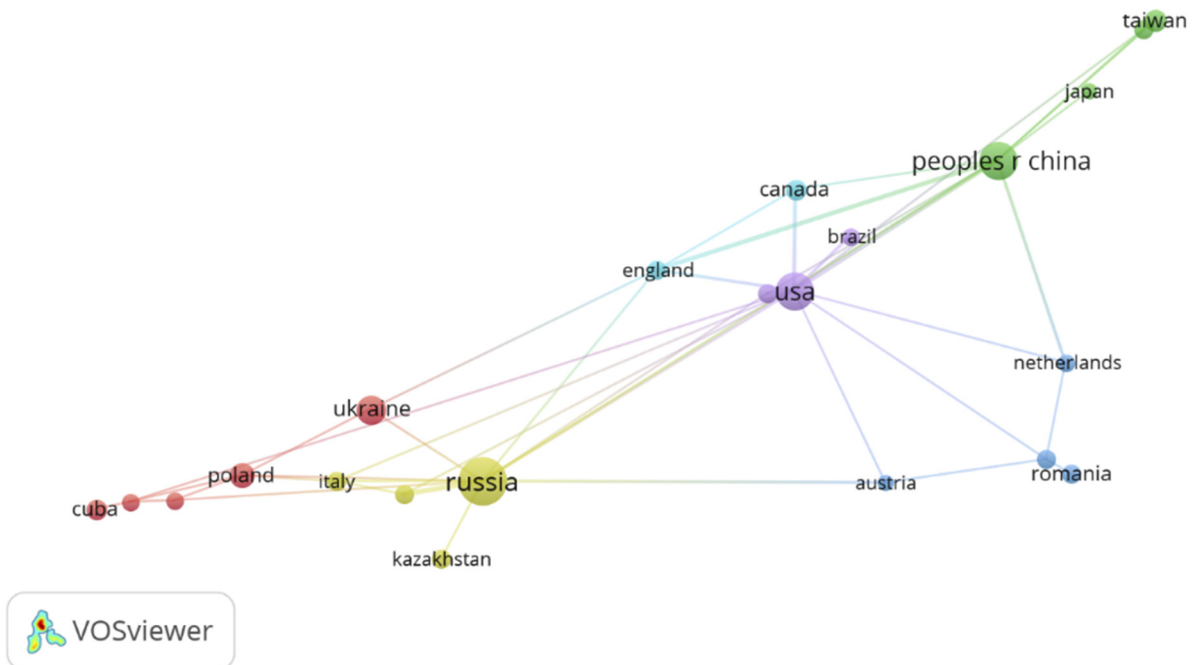 taiwan
japan
peoples r china
canada
brazil
england
usa
netherlands
ukraine
poland
italy
russia
austria
romania
cuba
kazakhstan
VOSviewer